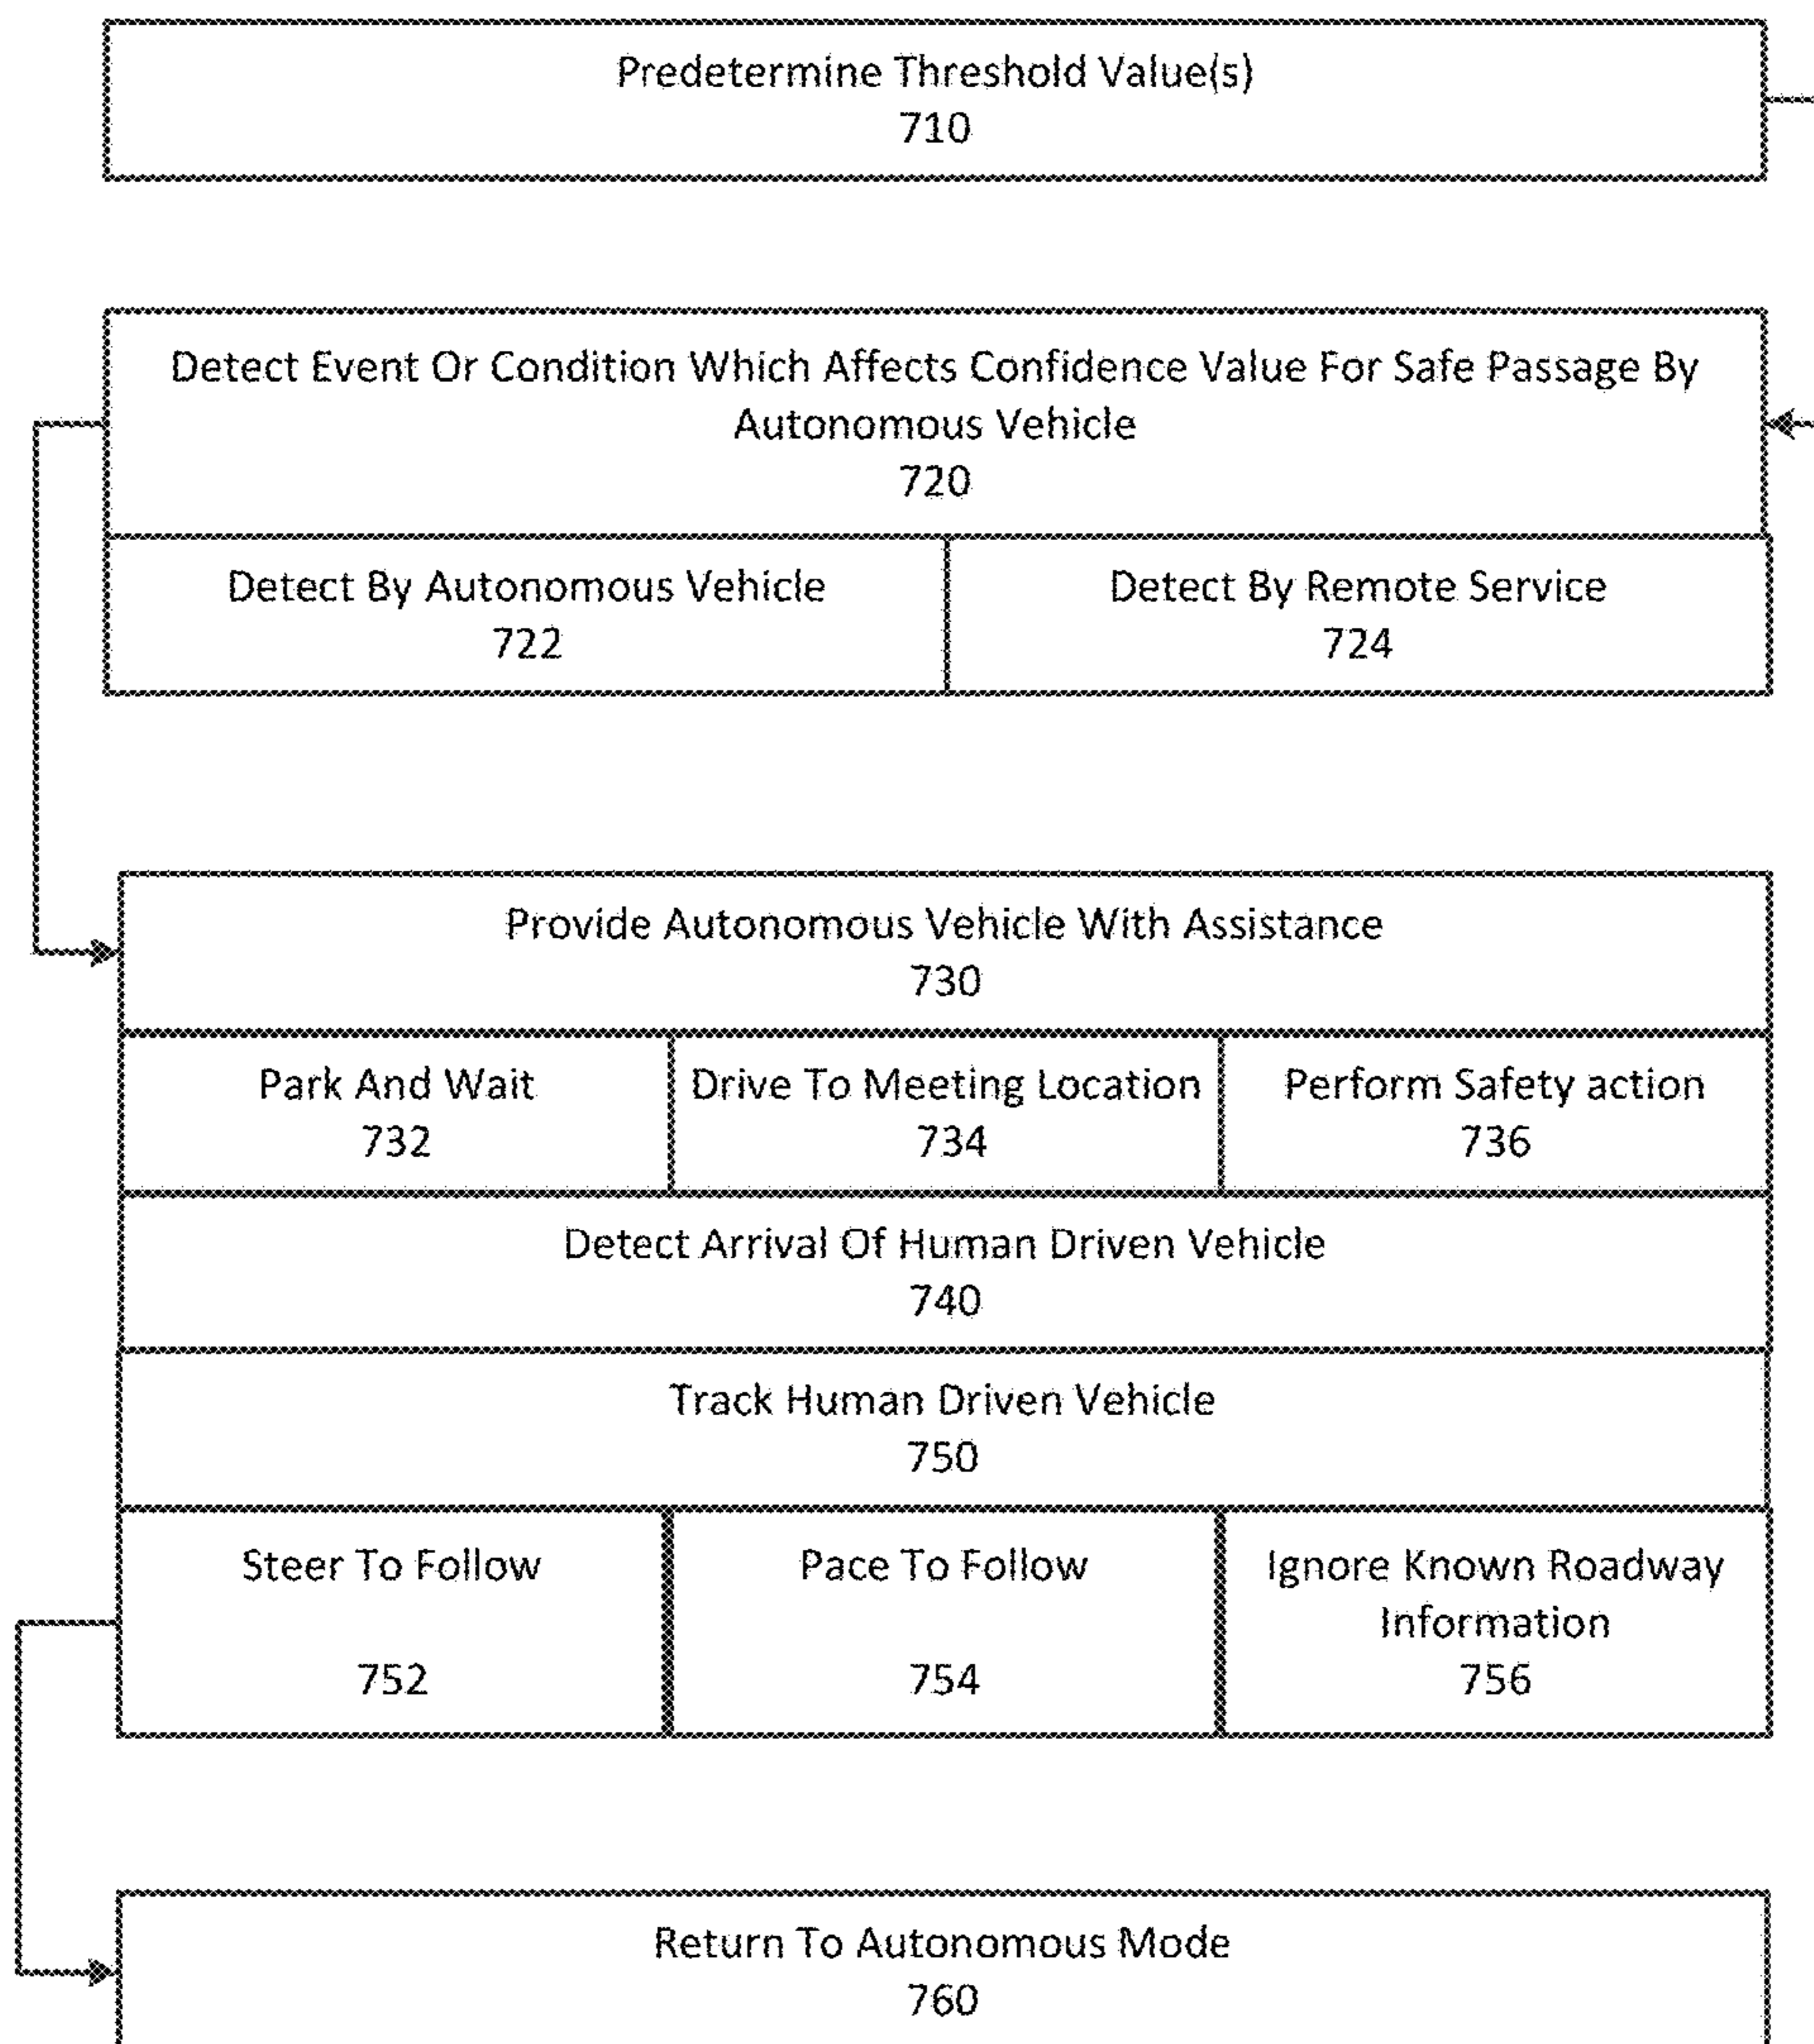 Predetermine Threshold Value(s)
710
Detect Event Or Condition Which Affects Confidence Value For Safe Passage By
Autonomous Vehicle
720
Detect By Autonomous Vehicle
722
Detect By Remote Service
724
Provide Autonomous Vehicle With Assistance
730
Park And Wait
732
Drive To Meeting Location
734
Perform Safety action
736
Detect Arrival Of Human Driven Vehicle
740
Track Human Driven Vehicle
750
Steer To Follow
752
Pace To Follow
754
Ignore Known Roadway
Information
756
Return To Autonomous Mode
760